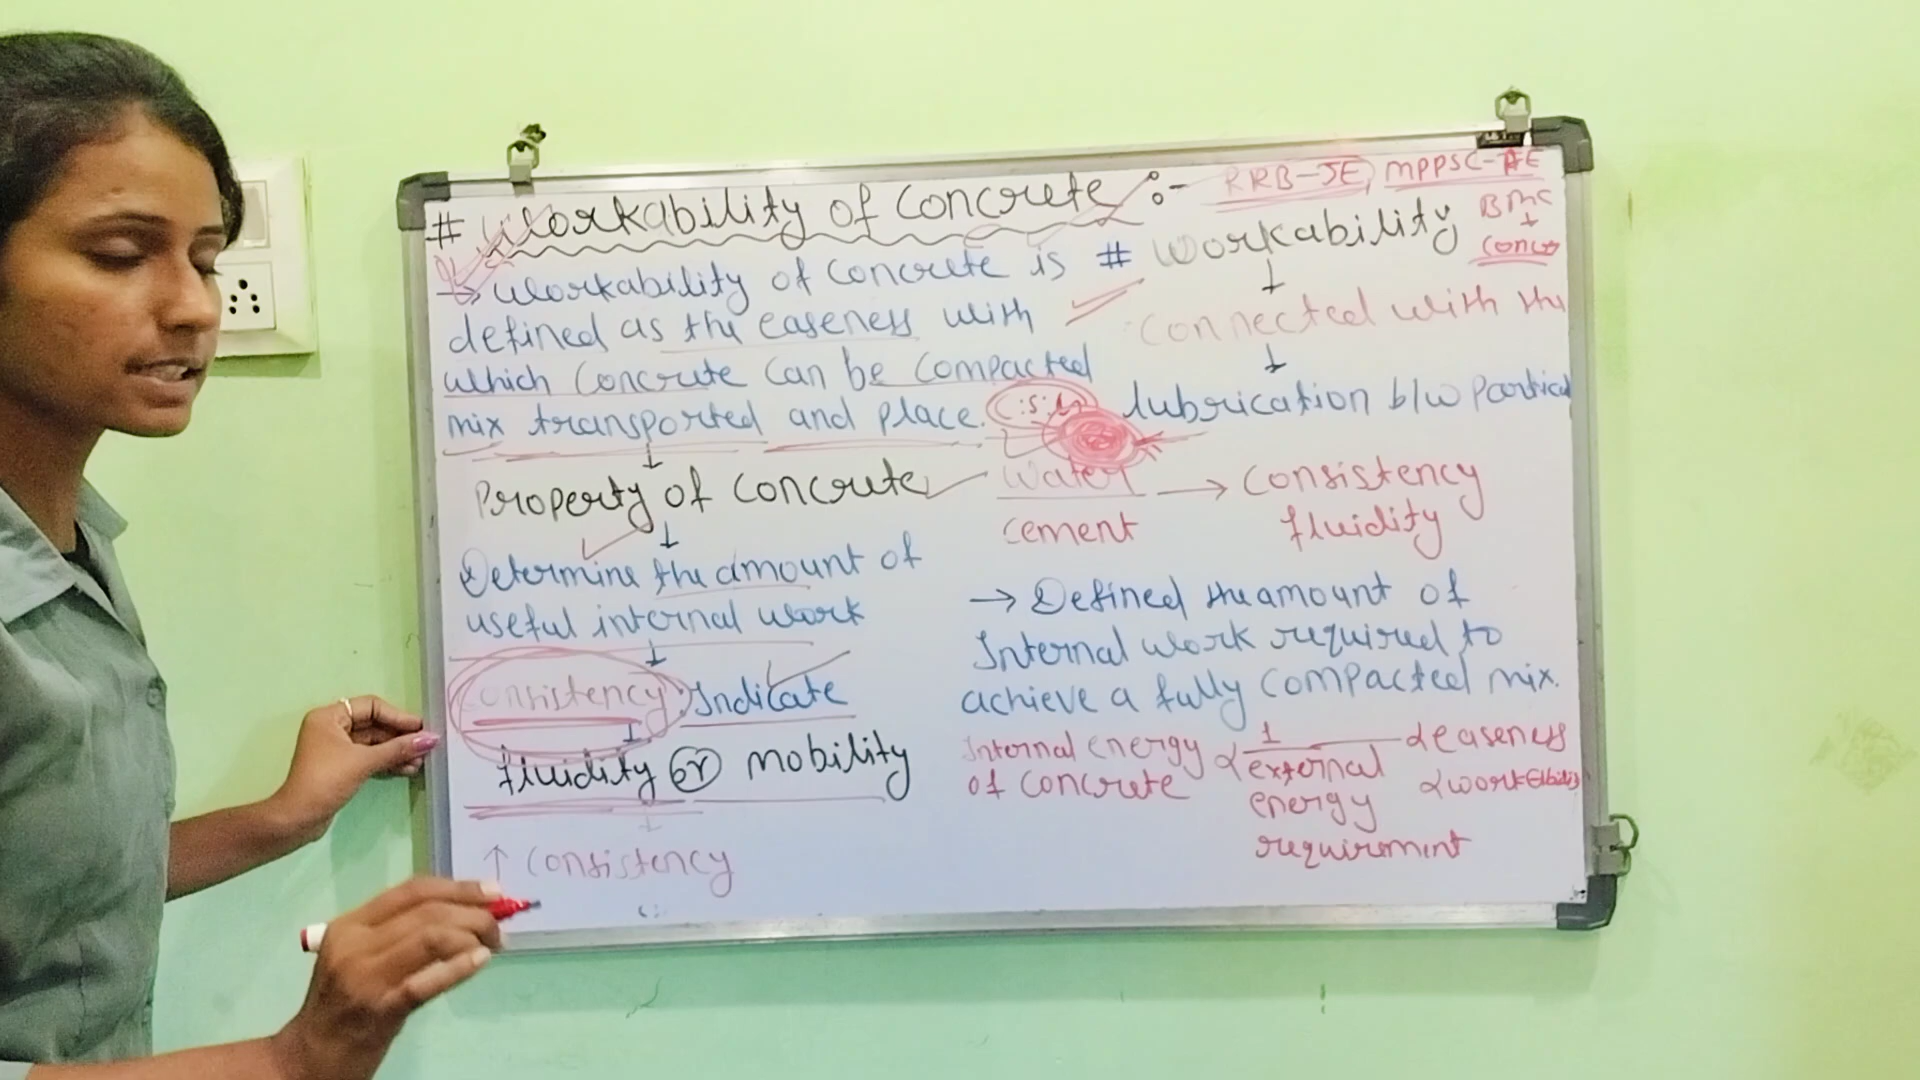 # Workability of Concrete :-
→ Workability of Concrete is
defined as the easeness with
which Concrete Can be Compacted
mix transported and place.
↓
Property of Concrete
↓
Determine the amount of
useful internal work
↓
Consistency: Indicate
↓
fluidity or mobility
↑ Consistency
RRB-JE, MPPSC-AE
BMC
+
Conc
# Workability
↓
Connected with the
↓
lubrication b/w Partical
C:S:A
Water → Consistency
Cement fluidity
→ Defined the amount of
Internal work required to
achieve a fully Compacted mix.
Internal energy of Concrete ∝ 1/external energy requirement ∝ easeness
∝ workability